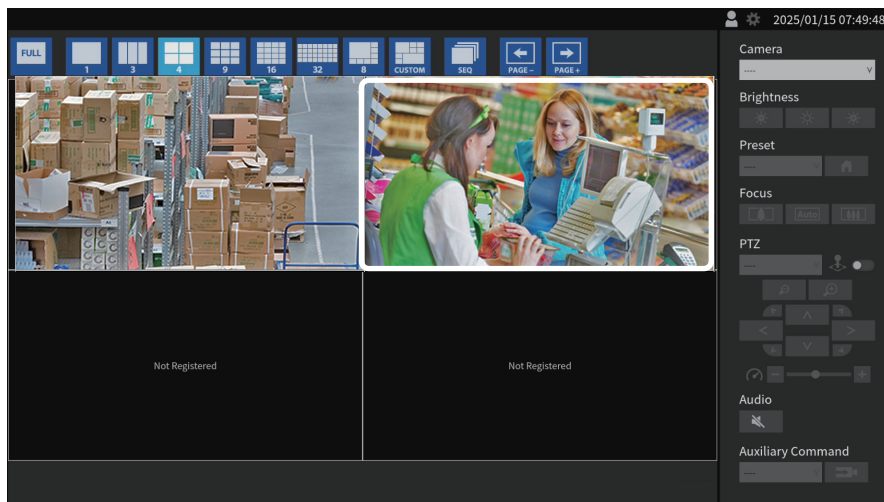 2025/01/15 07:49:48
FULL
1
3
4
9
16
32
8
CUSTOM
SEQ
PAGE−
PAGE+
Camera
----
Brightness
Preset
----
Focus
Auto
PTZ
----
Not Registered
Not Registered
Audio
Auxiliary Command
----